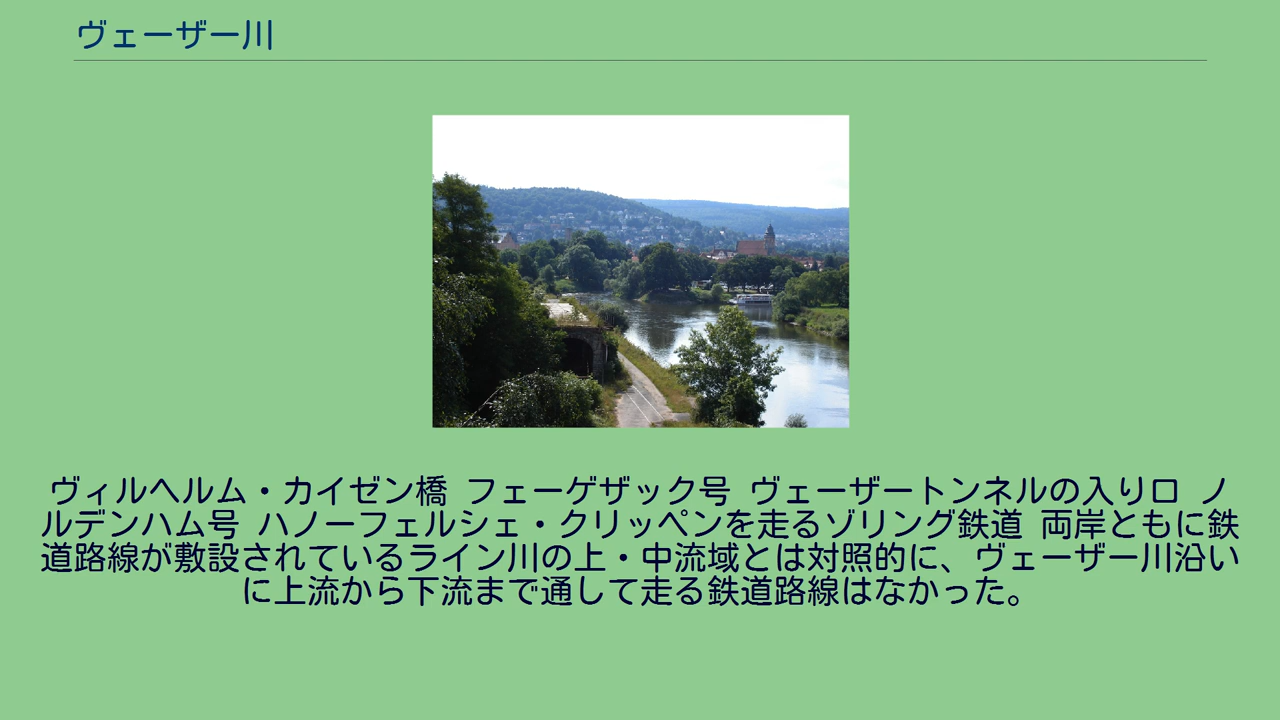 ヴェーザー川
ヴィルヘルム・カイゼン橋 フェーゲザック号 ヴェーザートンネルの入り口 ノ
ルデンハム号 ハノーフェルシェ・クリッペンを走るゾリング鉄道 両岸ともに鉄
道路線が敷設されているライン川の上・中流域とは対照的に、ヴェーザー川沿い
に上流から下流まで通して走る鉄道路線はなかった。